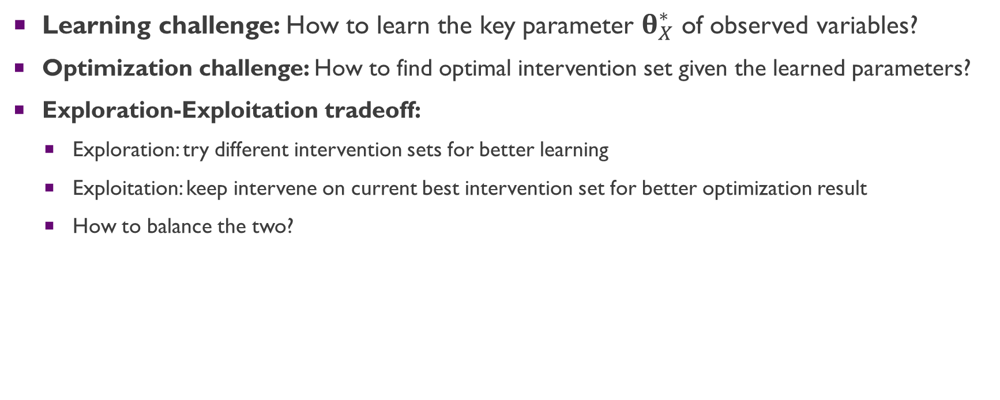 ▪ Learning challenge: How to learn the key parameter θ*_X of observed variables?
▪ Optimization challenge: How to find optimal intervention set given the learned parameters?
▪ Exploration-Exploitation tradeoff:
▪ Exploration: try different intervention sets for better learning
▪ Exploitation: keep intervene on current best intervention set for better optimization result
▪ How to balance the two?